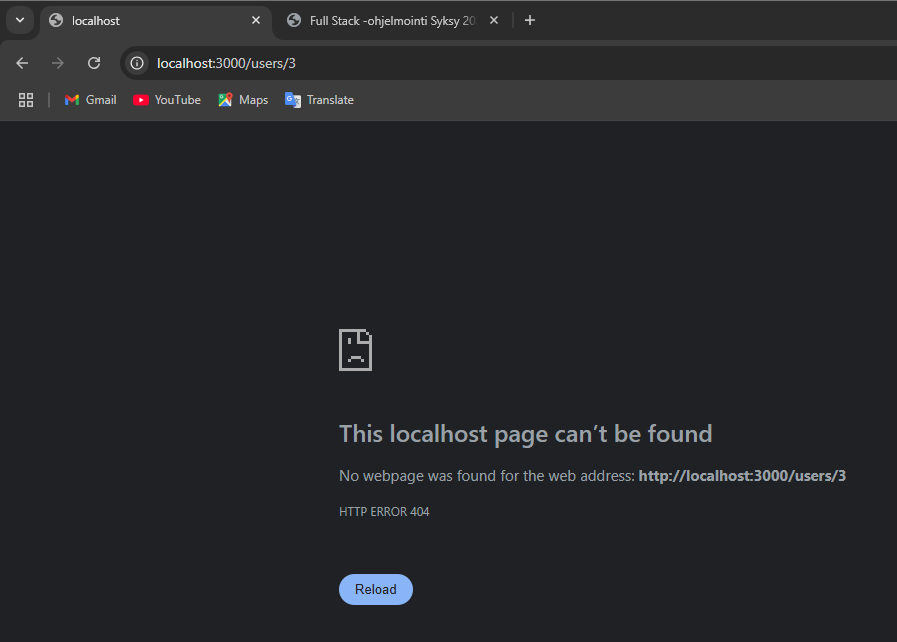 localhost
Full Stack -ohjelmointi Syksy 20
localhost:3000/users/3
Gmail
YouTube
Maps
Translate
This localhost page can’t be found
No webpage was found for the web address: http://localhost:3000/users/3
HTTP ERROR 404
Reload